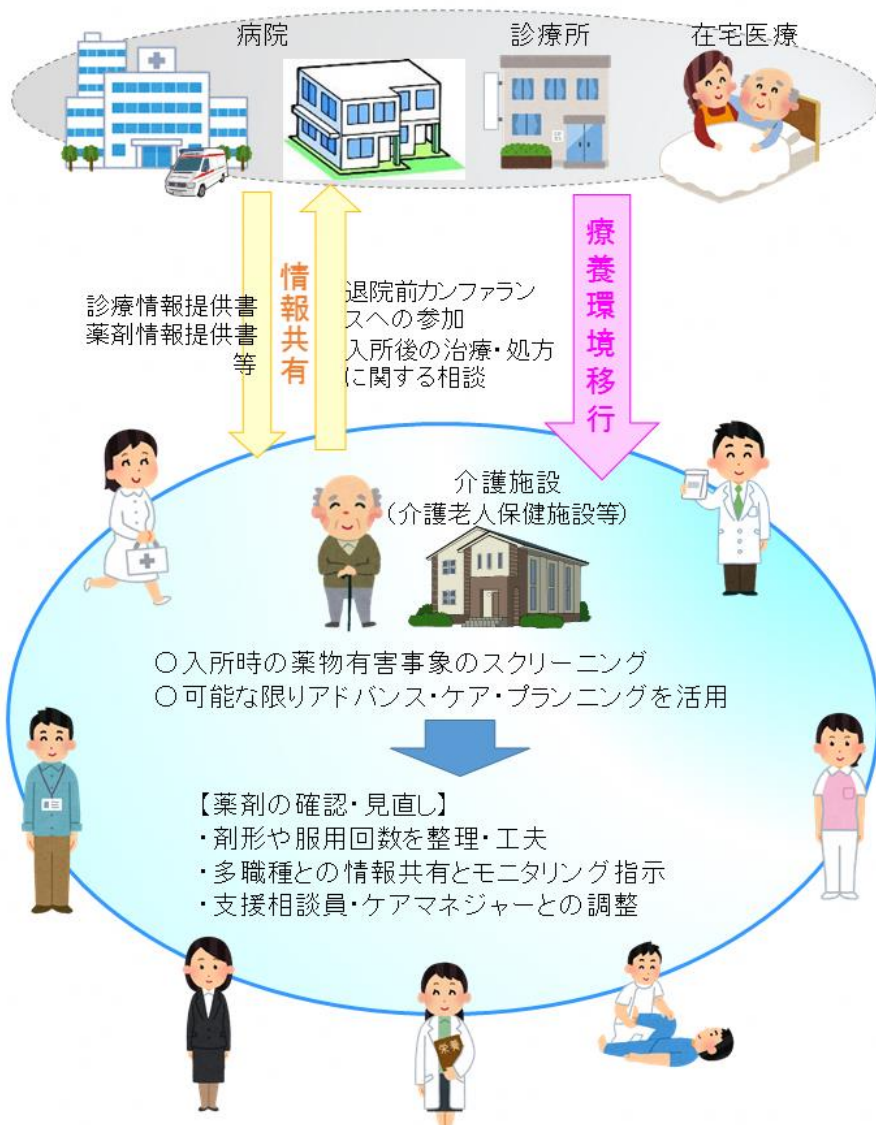 病院
診療所
在宅医療
診療情報提供書
薬剤情報提供書
等
情報共有
退院前カンファラン
スへの参加
入所後の治療・処方
に関する相談
療養環境移行
介護施設
(介護老人保健施設等)
○入所時の薬物有害事象のスクリーニング
○可能な限りアドバンス・ケア・プランニングを活用
【薬剤の確認・見直し】
・剤形や服用回数を整理・工夫
・多職種との情報共有とモニタリング指示
・支援相談員・ケアマネジャーとの調整
栄養